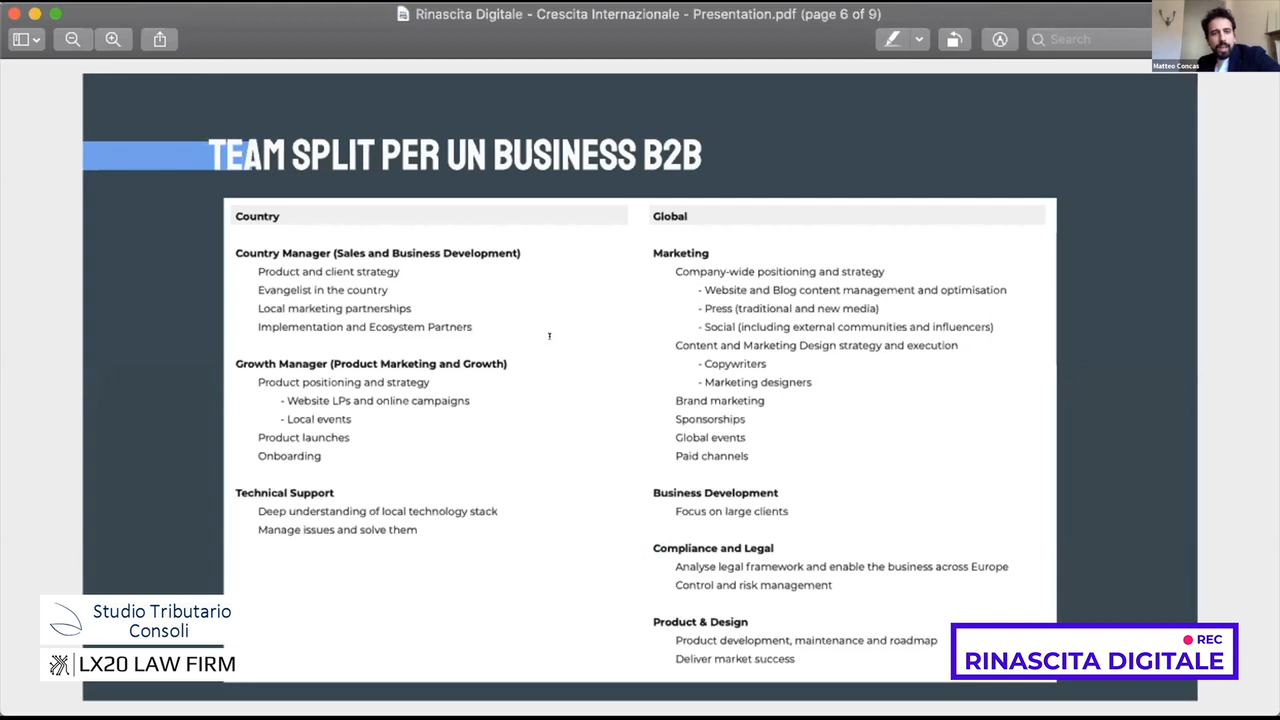 Rinascita Digitale - Crescita Internazionale - Presentation.pdf (page 6 of 9)
Search
Matteo Concas
TEAM SPLIT PER UN BUSINESS B2B
Country
Country Manager (Sales and Business Development)
Product and client strategy
Evangelist in the country
Local marketing partnerships
Implementation and Ecosystem Partners
Growth Manager (Product Marketing and Growth)
Product positioning and strategy
- Website LPs and online campaigns
- Local events
Product launches
Onboarding
Technical Support
Deep understanding of local technology stack
Manage issues and solve them
Global
Marketing
Company-wide positioning and strategy
- Website and Blog content management and optimisation
- Press (traditional and new media)
- Social (including external communities and influencers)
Content and Marketing Design strategy and execution
- Copywriters
- Marketing designers
Brand marketing
Sponsorships
Global events
Paid channels
Business Development
Focus on large clients
Compliance and Legal
Analyse legal framework and enable the business across Europe
Control and risk management
Product & Design
Product development, maintenance and roadmap
Deliver market success
Studio Tributario
Consoli
LX20 LAW FIRM
REC
RINASCITA DIGITALE